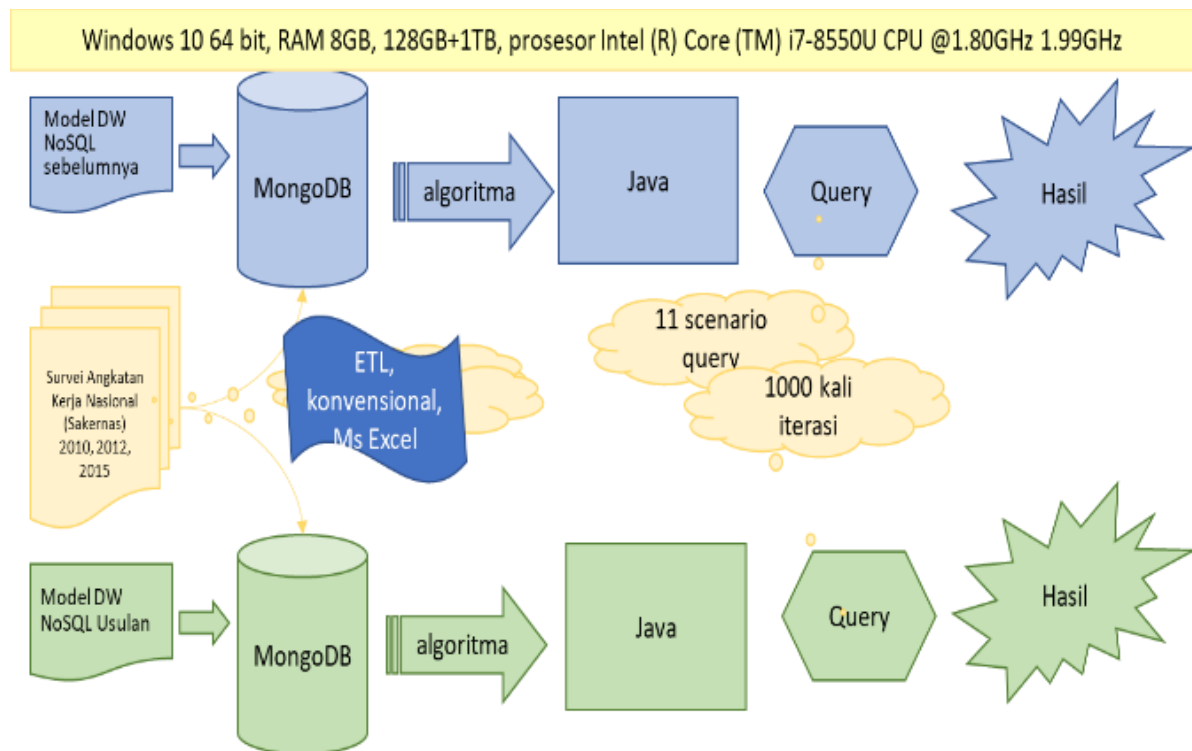 Windows 10 64 bit, RAM 8GB, 128GB+1TB, prosesor Intel (R) Core (TM) i7-8550U CPU @1.80GHz 1.99GHz
Model DW
NoSQL
sebelumnya
MongoDB
algoritma
Java
Query
Hasil
Survei Angkatan
Kerja Nasional
(Sakernas)
2010, 2012,
2015
ETL,
konvensional,
Ms Excel
11 scenario
query
1000 kali
iterasi
Model DW
NoSQL Usulan
MongoDB
algoritma
Java
Query
Hasil